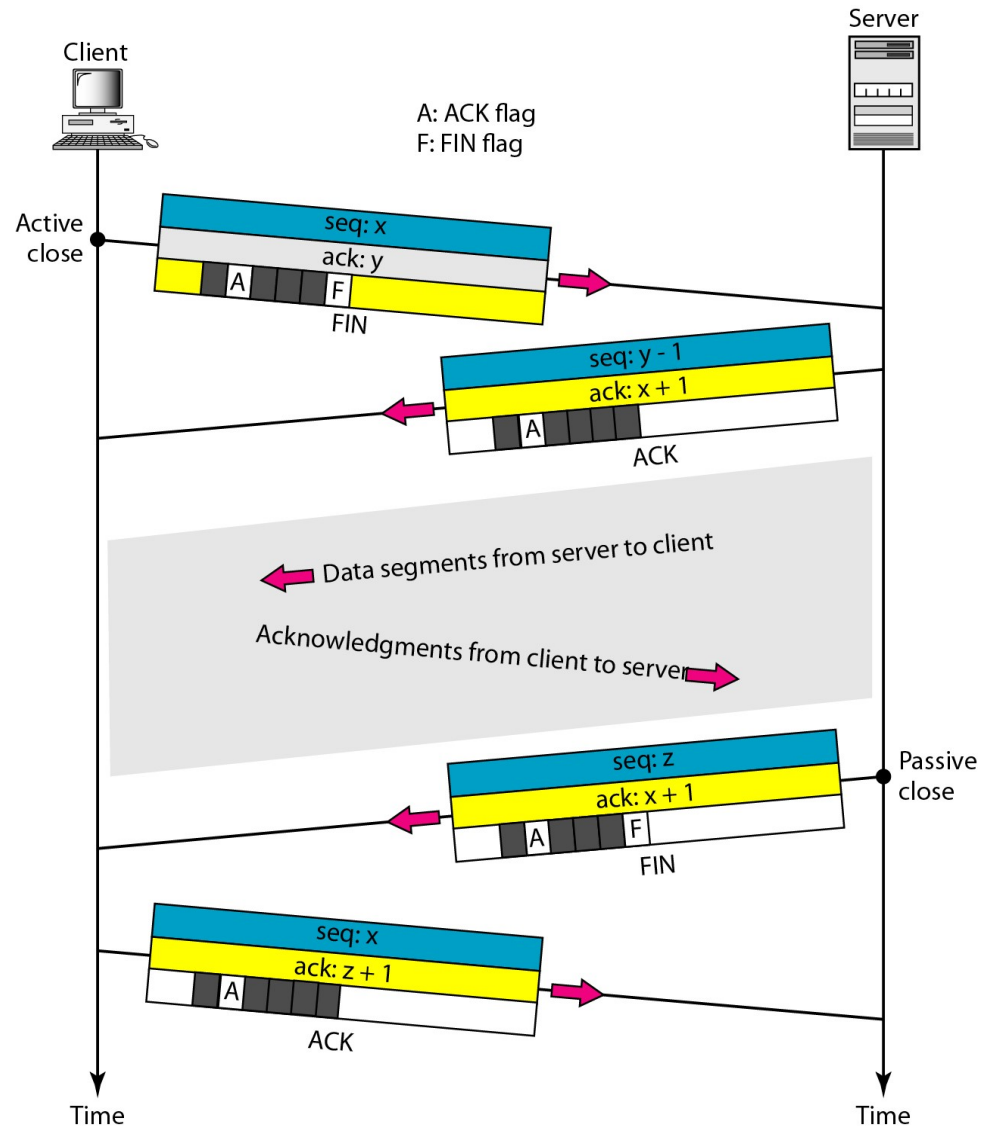 Server
Client
A: ACK flag
F: FIN flag
Active
close
seq: x
ack: y
A F
FIN
seq: y - 1
ack: x + 1
A
ACK
Data segments from server to client
Acknowledgments from client to server
Passive
close
seq: z
ack: x + 1
A F
FIN
seq: x
ack: z + 1
A
ACK
Time
Time